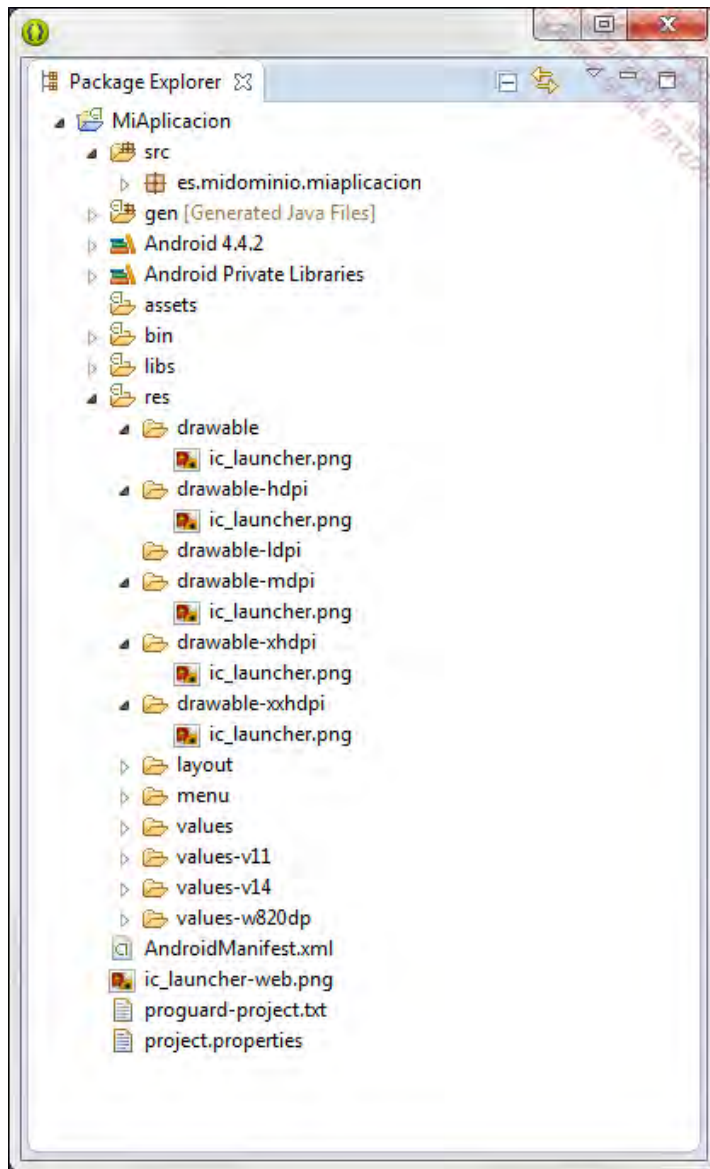 Package Explorer
MiAplicacion
src
es.midominio.miaplicacion
gen [Generated Java Files]
Android 4.4.2
Android Private Libraries
assets
bin
libs
res
drawable
ic_launcher.png
drawable-hdpi
ic_launcher.png
drawable-ldpi
drawable-mdpi
ic_launcher.png
drawable-xhdpi
ic_launcher.png
drawable-xxhdpi
ic_launcher.png
layout
menu
values
values-v11
values-v14
values-w820dp
AndroidManifest.xml
ic_launcher-web.png
proguard-project.txt
project.properties